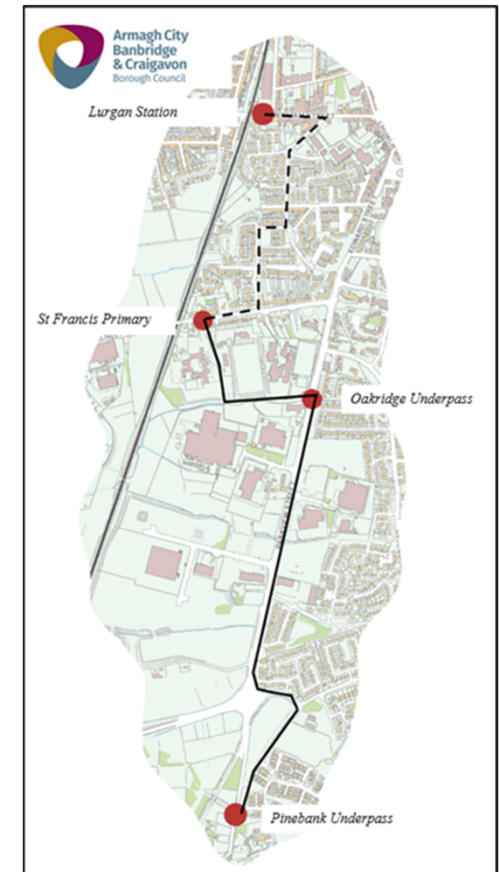 Armagh City
Banbridge
& Craigavon
Borough Council
Lurgan Station
St Francis Primary
Oakridge Underpass
Pinebank Underpass